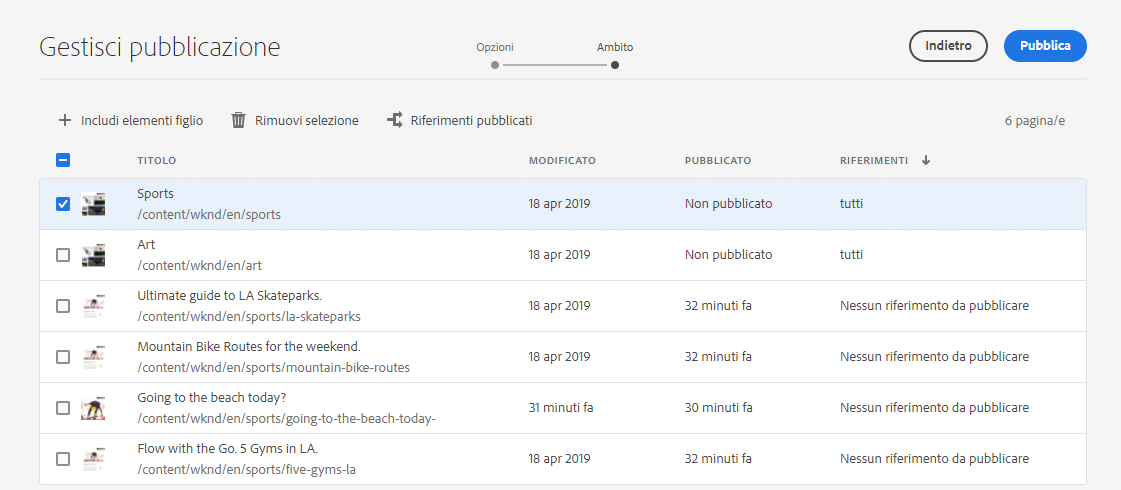 Gestisci pubblicazione
Opzioni
Ambito
Indietro
Pubblica
Includi elementi figlio
Rimuovi selezione
Riferimenti pubblicati
6 pagina/e
TITOLO MODIFICATO PUBBLICATO RIFERIMENTI
Sports
/content/wknd/en/sports
18 apr 2019
Non pubblicato
tutti
Art
/content/wknd/en/art
18 apr 2019
Non pubblicato
tutti
Ultimate guide to LA Skateparks.
/content/wknd/en/sports/la-skateparks
18 apr 2019
32 minuti fa
Nessun riferimento da pubblicare
Mountain Bike Routes for the weekend.
/content/wknd/en/sports/mountain-bike-routes
18 apr 2019
32 minuti fa
Nessun riferimento da pubblicare
Going to the beach today?
/content/wknd/en/sports/going-to-the-beach-today-
31 minuti fa
30 minuti fa
Nessun riferimento da pubblicare
Flow with the Go. 5 Gyms in LA.
/content/wknd/en/sports/five-gyms-la
18 apr 2019
32 minuti fa
Nessun riferimento da pubblicare